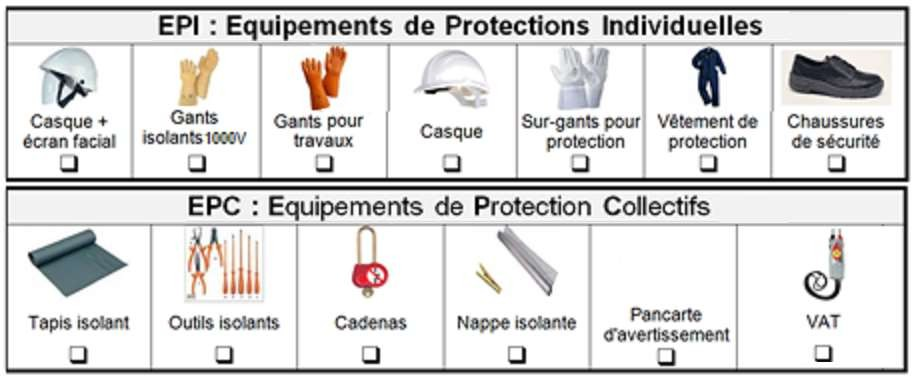 EPI : Equipements de Protections Individuelles
Casque +
écran facial
Gants
isolants 1000V
Gants pour
travaux
Casque
Sur-gants pour
protection
Vêtement de
protection
Chaussures
de sécurité
EPC : Equipements de Protection Collectifs
Tapis isolant
Outils isolants
Cadenas
Nappe isolante
Pancarte
d'avertissement
VAT